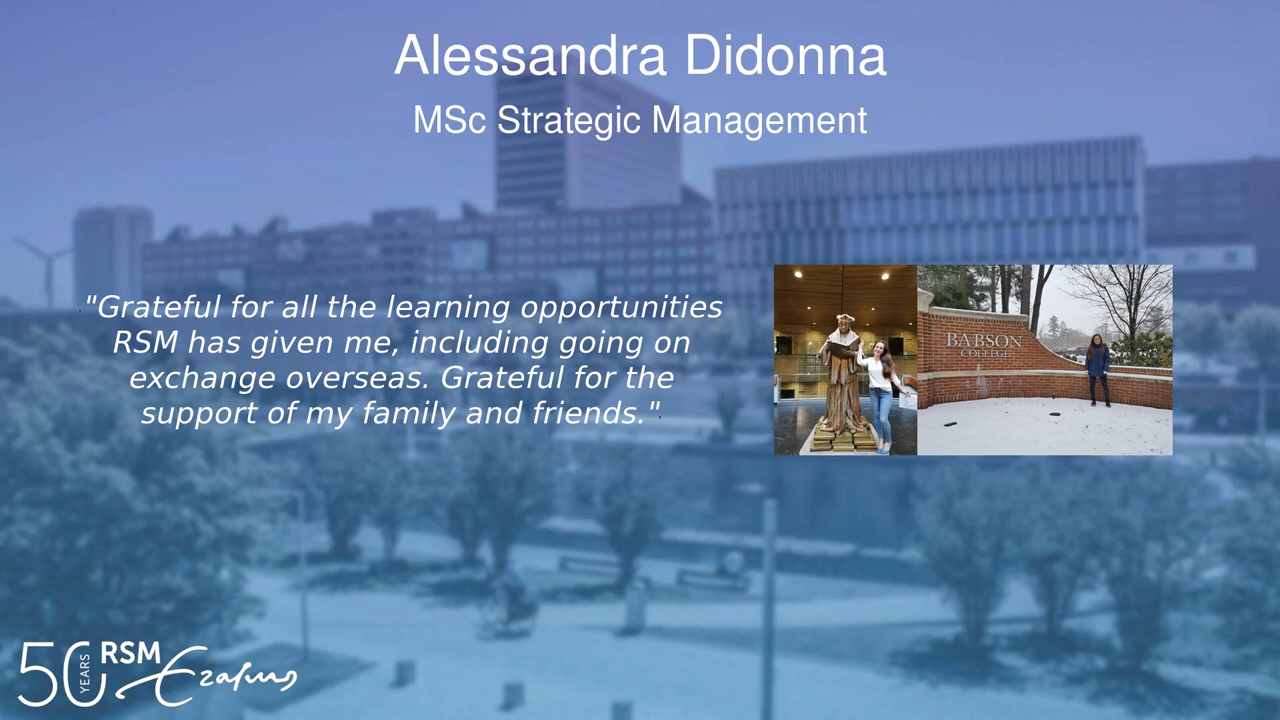 Alessandra Didonna
MSc Strategic Management
"Grateful for all the learning opportunities
RSM has given me, including going on
exchange overseas. Grateful for the
support of my family and friends."
BABSON
COLLEGE
50 YEARS RSM Erasmus